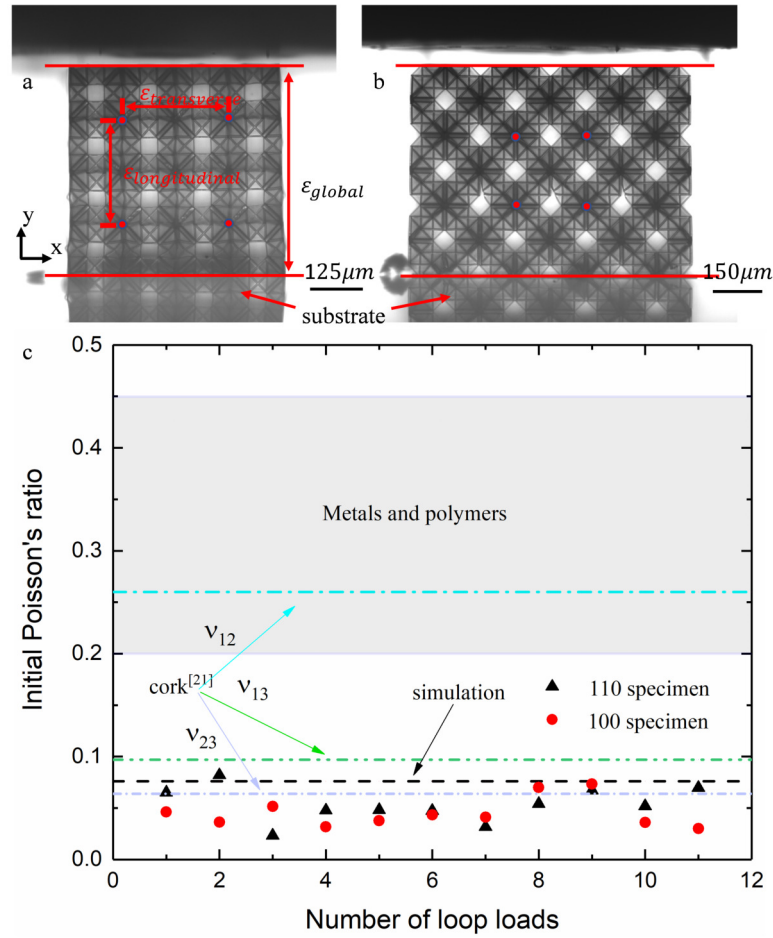 a
b
ε_transverse
ε_longitudinal
ε_global
y
x
125μm
150μm
substrate
c
0.5
0.4
0.3
0.2
0.1
0.0
Initial Poisson's ratio
Metals and polymers
ν12
cork[21]
ν13
ν23
simulation
110 specimen
100 specimen
0 2 4 6 8 10 12
Number of loop loads